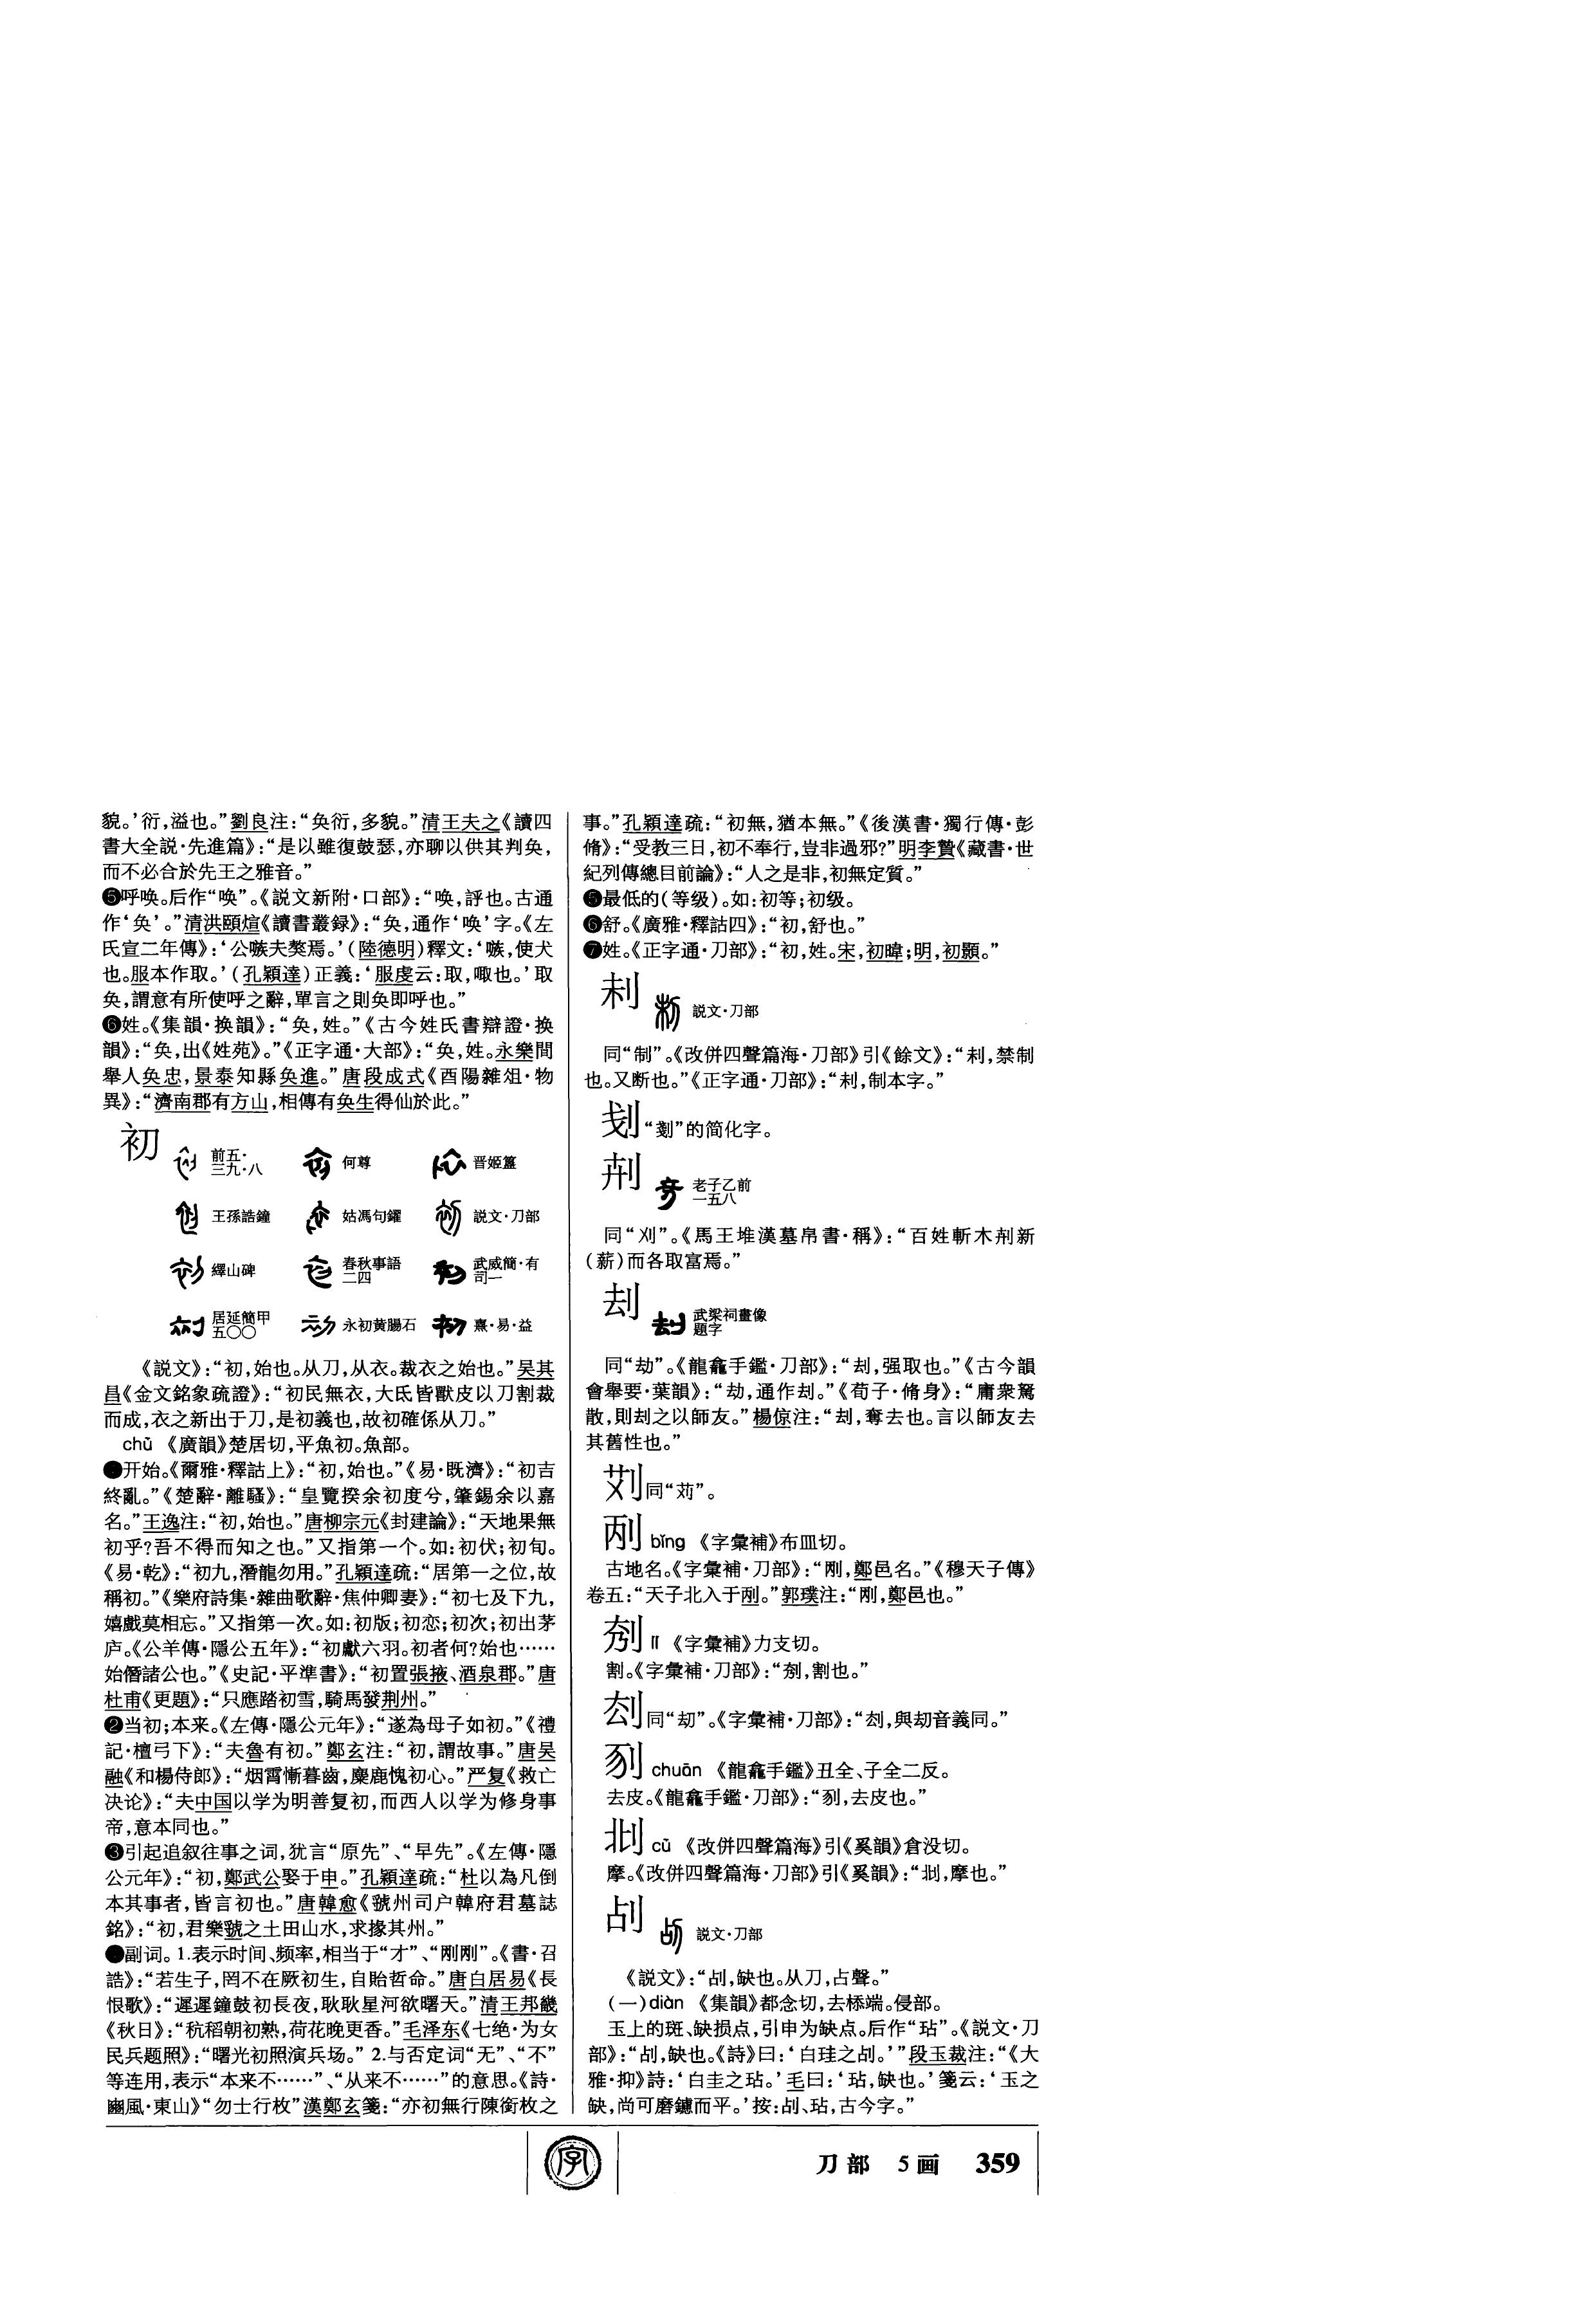 貌。’衍，溢也。”劉良注：“奂衍，多貌。”清王夫之《讀四
書大全説·先進篇》：“是以雖復鼓瑟，亦聊以供其判奂，
而不必合於先王之雅音。”
❺呼唤。后作“唤”。《説文新附·口部》：“唤，評也。古通
作‘奂’。”清洪頤煊《讀書叢録》：“奂，通作‘唤’字。《左
氏宣二年傳》：‘公嗾夫獒焉。’（陸德明）釋文：‘嗾，使犬
也。服本作取。’（孔穎達）正義：‘服虔云：取，嗾也。’取
奂，謂意有所使呼之辭，單言之則奂即呼也。”
❻姓。《集韻·换韻》：“奂，姓。”《古今姓氏書辯證·换
韻》：“奂，出《姓苑》。”《正字通·大部》：“奂，姓。永樂間
舉人奂忠，景泰知縣奂進。”唐段成式《酉陽雜俎·物
異》：“濟南郡有方山，相傳有奂生得仙於此。”
初 前五·三九·八 何尊 晋姬簋
王孫誥鐘 姑馮句鑃 説文·刀部
繹山碑 春秋事語二四 武威簡·有司一
居延簡甲五〇〇 永初黄腸石 熹·易·益
《説文》：“初，始也。从刀，从衣。裁衣之始也。”吴其
昌《金文銘象疏證》：“初民無衣，大氐皆獸皮以刀割裁
而成，衣之新出于刀，是初義也，故初確係从刀。”
chū 《廣韻》楚居切，平魚初。魚部。
●开始。《爾雅·釋詁上》：“初，始也。”《易·既濟》：“初吉
終亂。”《楚辭·離騷》：“皇覽揆余初度兮，肇錫余以嘉
名。”王逸注：“初，始也。”唐柳宗元《封建論》：“天地果無
初乎？吾不得而知之也。”又指第一个。如：初伏；初旬。
《易·乾》：“初九，潛龍勿用。”孔穎達疏：“居第一之位，故
稱初。”《樂府詩集·雜曲歌辭·焦仲卿妻》：“初七及下九，
嬉戲莫相忘。”又指第一次。如：初版；初恋；初次；初出茅
庐。《公羊傳·隱公五年》：“初獻六羽。初者何？始也……
始僭諸公也。”《史記·平準書》：“初置張掖、酒泉郡。”唐
杜甫《更題》：“只應踏初雪，騎馬發荆州。”
❷当初；本来。《左傳·隱公元年》：“遂為母子如初。”《禮
記·檀弓下》：“夫魯有初。”鄭玄注：“初，謂故事。”唐吴
融《和楊侍郎》：“烟霄慚暮齒，麋鹿愧初心。”严复《救亡
决论》：“夫中国以学为明善复初，而西人以学为修身事
帝，意本同也。”
❸引起追叙往事之词，犹言“原先”、“早先”。《左傳·隱
公元年》：“初，鄭武公娶于申。”孔穎達疏：“杜以為凡倒
本其事者，皆言初也。”唐韓愈《虢州司户韓府君墓誌
銘》：“初，君樂虢之土田山水，求掾其州。”
●副词。1.表示时间、频率，相当于“才”、“刚刚”。《書·召
誥》：“若生子，罔不在厥初生，自貽哲命。”唐白居易《長
恨歌》：“遲遲鐘鼓初長夜，耿耿星河欲曙天。”清王邦畿
《秋日》：“秔稻朝初熟，荷花晚更香。”毛泽东《七绝·为女
民兵题照》：“曙光初照演兵场。” 2.与否定词“无”、“不”
等连用，表示“本来不……”、“从来不……”的意思。《詩·
豳風·東山》“勿士行枚”漢鄭玄箋：“亦初無行陳銜枚之
事。”孔穎達疏：“初無，猶本無。”《後漢書·獨行傳·彭
脩》：“受教三日，初不奉行，豈非過邪？”明李贄《藏書·世
紀列傳總目前論》：“人之是非，初無定質。”
❺最低的（等级）。如：初等；初级。
❻舒。《廣雅·釋詁四》：“初，舒也。”
❼姓。《正字通·刀部》：“初，姓。宋，初暐；明，初顥。”
𠛐 説文·刀部
同“制”。《改併四聲篇海·刀部》引《餘文》：“𠛐，禁制
也。又断也。”《正字通·刀部》：“𠛐，制本字。”
刬“剗”的简化字。
老子乙前一五八
同“刈”。《馬王堆漢墓帛書·稱》：“百姓斬木 新
（薪）而各取富焉。”
刦 武梁祠畫像題字
同“劫”。《龍龕手鑑·刀部》：“刦，强取也。”《古今韻
會舉要·葉韻》：“劫，通作刦。”《荀子·脩身》：“庸衆駑
散，則刦之以師友。”楊倞注：“刦，奪去也。言以師友去
其舊性也。”
同“茢”。
㓈 bǐng 《字彙補》布皿切。
古地名。《字彙補·刀部》：“㓈，鄭邑名。”《穆天子傳》
卷五：“天子北入于㓈。”郭璞注：“㓈，鄭邑也。”
lí 《字彙補》力支切。
割。《字彙補·刀部》：“ ，割也。”
刼同“刧”。《字彙補·刀部》：“ ，與刧音義同。”
chuān 《龍龕手鑑》丑全、子全二反。
去皮。《龍龕手鑑·刀部》：“ ，去皮也。”
cù 《改併四聲篇海》引《奚韻》倉没切。
摩。《改併四聲篇海·刀部》引《奚韻》：“ ，摩也。”
刮 説文·刀部
《説文》：“㓠，缺也。从刀，占聲。”
（一）diàn 《集韻》都念切，去㮇端。侵部。
玉上的斑、缺损点，引申为缺点。后作“玷”。《説文·刀
部》：“㓠，缺也。《詩》曰：‘白珪之㓠。’”段玉裁注：“《大
雅·抑》詩：‘白圭之玷。’毛曰：‘玷，缺也。’箋云：‘玉之
缺，尚可磨鑢而平。’按：㓠、玷，古今字。”
字
刀部 5画 359